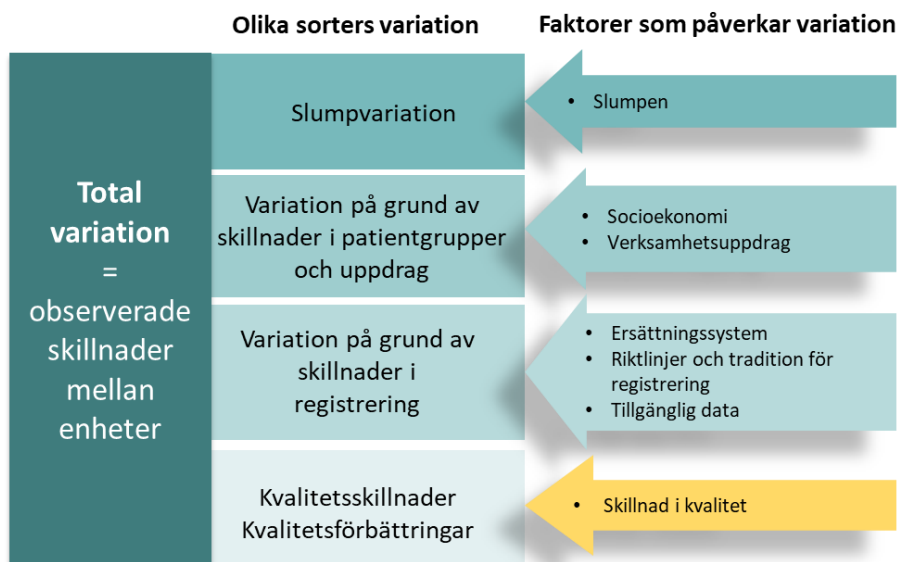 Olika sorters variation
Faktorer som påverkar variation
Total
variation
=
observerade
skillnader
mellan
enheter
Slumpvariation
• Slumpen
Variation på grund av
skillnader i patientgrupper
och uppdrag
• Socioekonomi
• Verksamhetsuppdrag
Variation på grund av
skillnader i
registrering
• Ersättningssystem
• Riktlinjer och tradition för
registrering
• Tillgänglig data
Kvalitetsskillnader
Kvalitetsförbättringar
• Skillnad i kvalitet